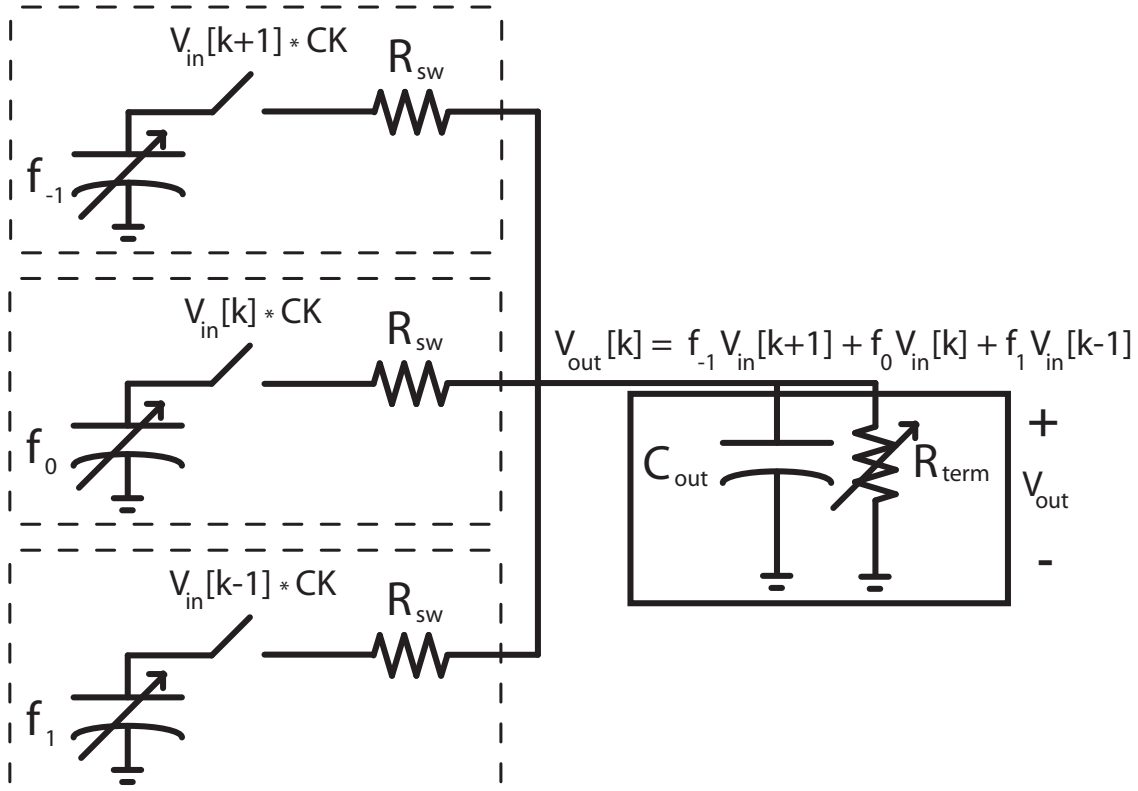 V_in[k+1] * CK
R_sw
f_-1
V_in[k] * CK
R_sw
f_0
V_out[k] = f_-1 V_in[k+1] + f_0 V_in[k] + f_1 V_in[k-1]
C_out
R_term
+
V_out
-
V_in[k-1] * CK
R_sw
f_1